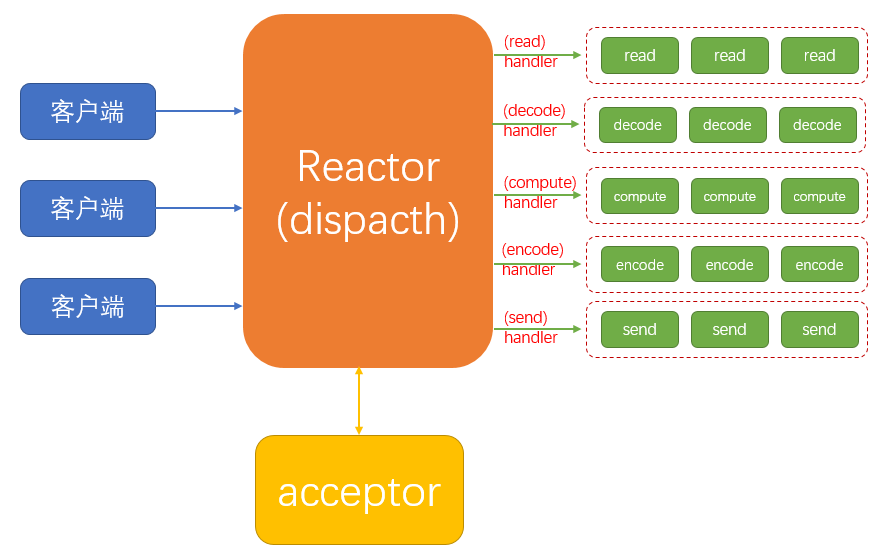 客户端
客户端
客户端
Reactor
(dispacth)
acceptor
(read)
handler
read read read
(decode)
handler
decode decode decode
(compute)
handler
compute compute compute
(encode)
handler
encode encode encode
(send)
handler
send send send